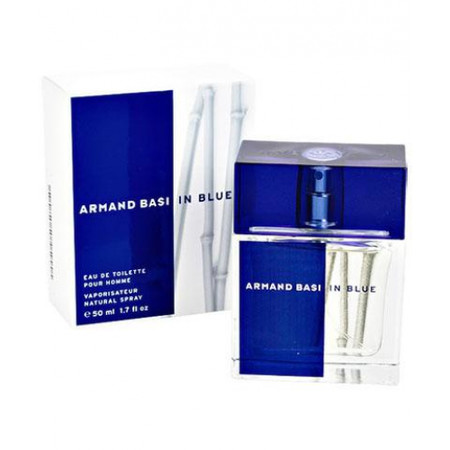 ARMAND BASI IN BLUE
EAU DE TOILETTE
POUR HOMME
VAPORISATEUR
NATURAL SPRAY
e 50 ml 1.7 fl oz
ARMAND BASI IN BLUE